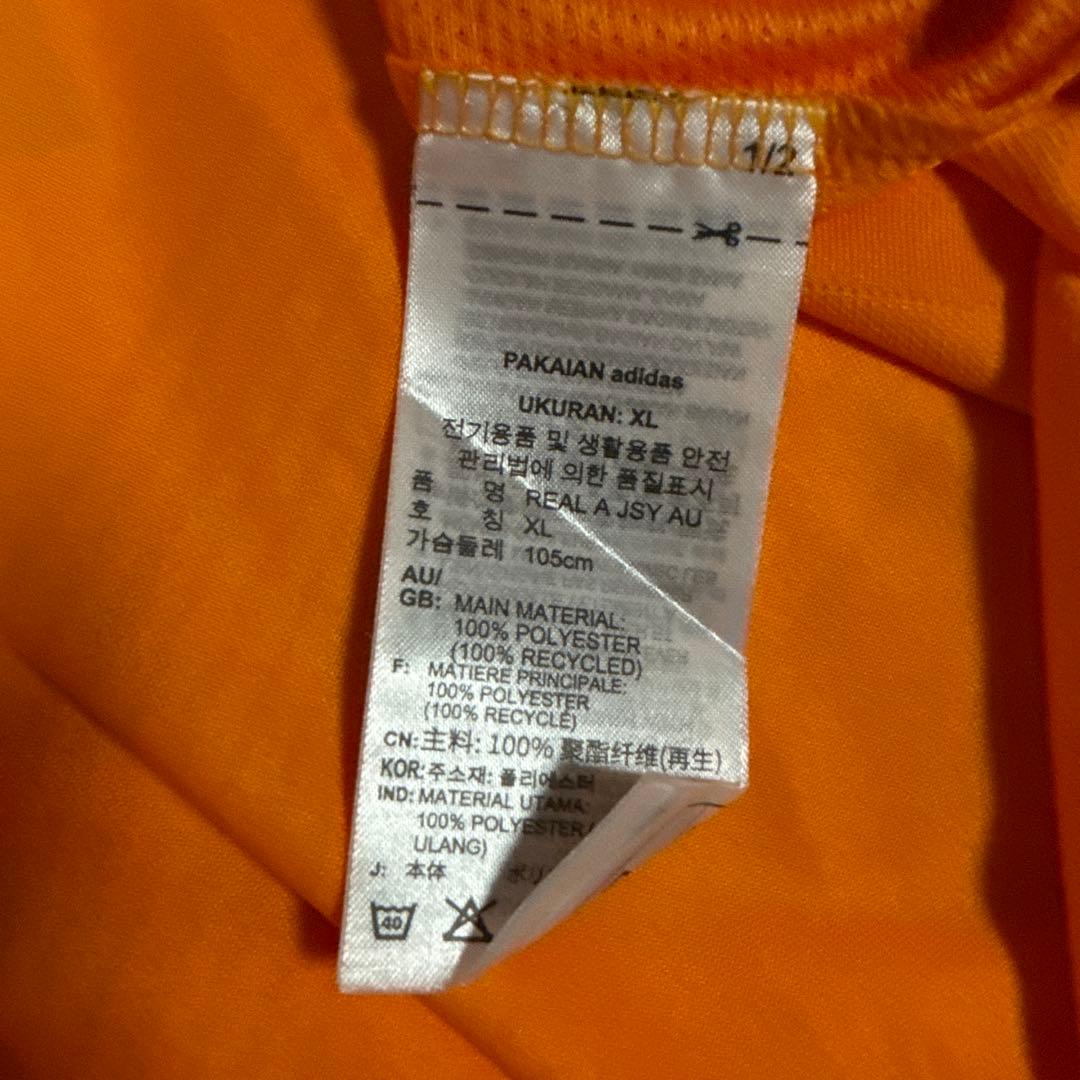 1/2
PAKAIAN adidas
UKURAN: XL
전기용품 및 생활용품 안전
관리법에 의한 품질표시
품 명 REAL A JSY AU
호 칭 XL
가슴둘레 105cm
AU/
GB: MAIN MATERIAL:
100% POLYESTER
(100% RECYCLED)
F: MATIERE PRINCIPALE:
100% POLYESTER
(100% RECYCLÉ)
CN:主料: 100% 聚酯纤维(再生)
KOR:주소재: 폴리에스터
IND: MATERIAL UTAMA:
100% POLYESTER (
ULANG)
J: 本体 ポリ
40